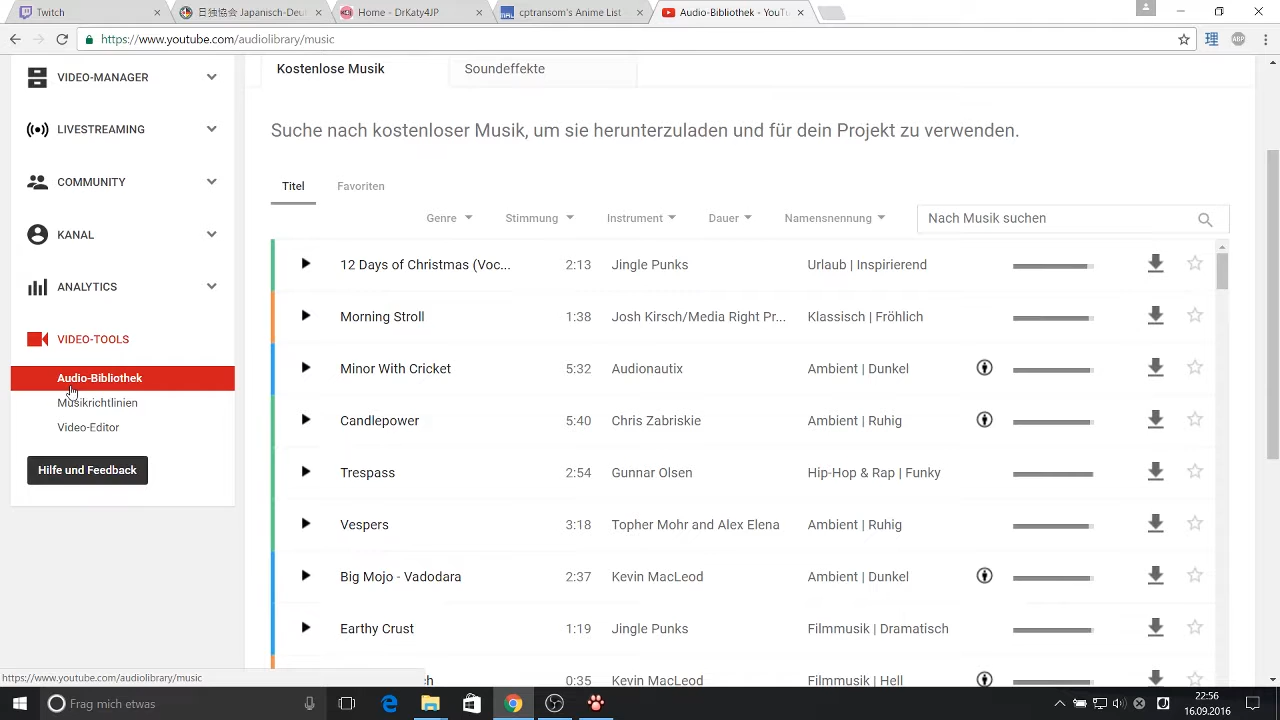 Twitch
日独協会 Japanisch-Deu
Home - DrKaty4JP
cptransom's Anime List
Audio-Bibliothek - YouTu
https://www.youtube.com/audiolibrary/music
理
ABP
VIDEO-MANAGER
LIVESTREAMING
COMMUNITY
KANAL
ANALYTICS
VIDEO-TOOLS
Audio-Bibliothek
Musikrichtlinien
Video-Editor
Hilfe und Feedback
Kostenlose Musik
Soundeffekte
Suche nach kostenloser Musik, um sie herunterzuladen und für dein Projekt zu verwenden.
Titel
Favoriten
Genre
Stimmung
Instrument
Dauer
Namensnennung
Nach Musik suchen
12 Days of Christmas (Voc... 2:13 Jingle Punks Urlaub | Inspirierend
Morning Stroll 1:38 Josh Kirsch/Media Right Pr... Klassisch | Fröhlich
Minor With Cricket 5:32 Audionautix Ambient | Dunkel
Candlepower 5:40 Chris Zabriskie Ambient | Ruhig
Trespass 2:54 Gunnar Olsen Hip-Hop & Rap | Funky
Vespers 3:18 Topher Mohr and Alex Elena Ambient | Ruhig
Big Mojo - Vadodara 2:37 Kevin MacLeod Ambient | Dunkel
Earthy Crust 1:19 Jingle Punks Filmmusik | Dramatisch
0:35 Kevin MacLeod Filmmusik | Hell
https://www.youtube.com/audiolibrary/music
Frag mich etwas
22:56
16.09.2016